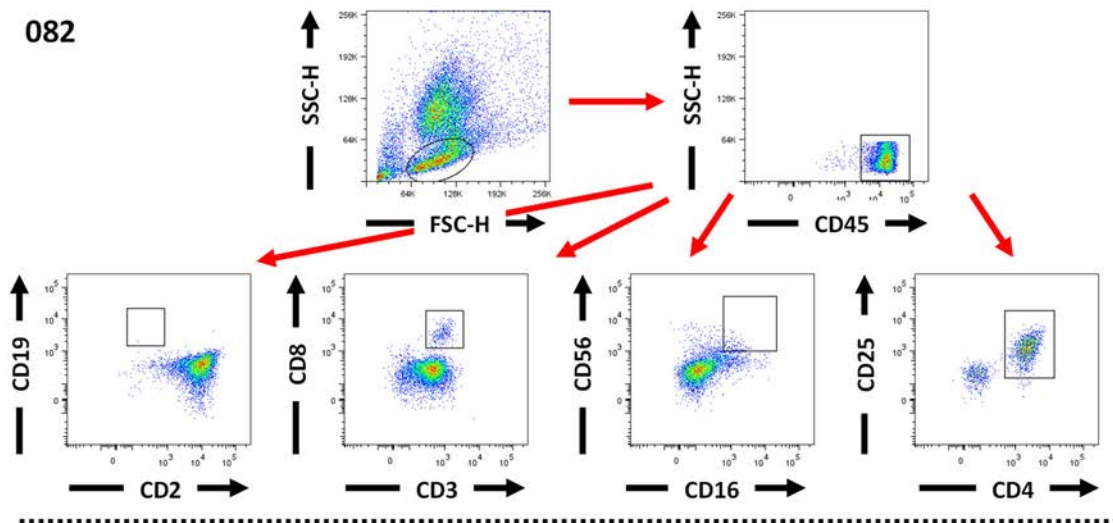 082
SSC-H
256K
192K
128K
64K
64K 128K 192K 256K
FSC-H
SSC-H
256K
192K
128K
64K
0 10³ 10⁴ 10⁵
CD45
CD19
10⁵
10⁴
10³
0
0 10³ 10⁴ 10⁵
CD2
CD8
10⁵
10⁴
10³
0
0 10³ 10⁴ 10⁵
CD3
CD56
10⁵
10⁴
10³
0
0 10³ 10⁴ 10⁵
CD16
CD25
10⁵
10⁴
10³
0
0 10³ 10⁴ 10⁵
CD4